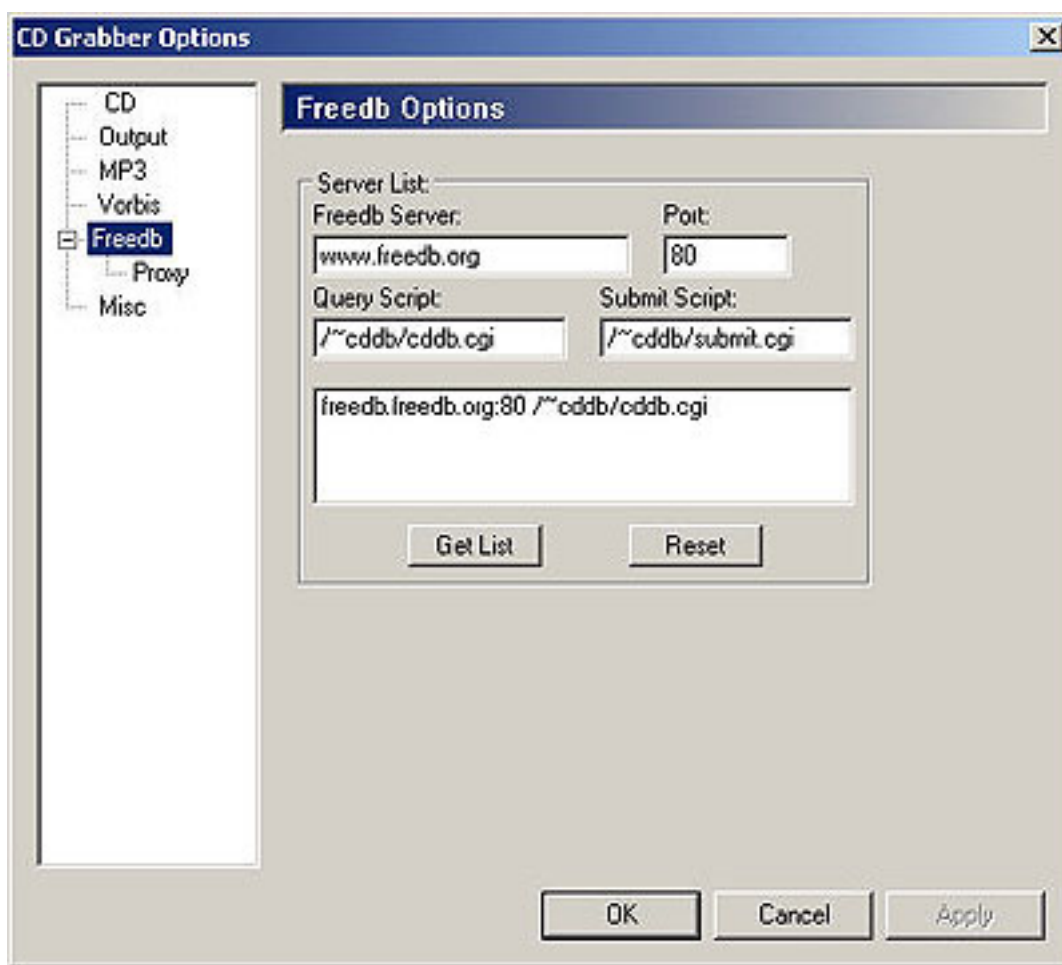 CD Grabber Options
CD
Output
MP3
Vorbis
Freedb
Proxy
Misc
Freedb Options
Server List:
Freedb Server: Port:
www.freedb.org 80
Query Script: Submit Script:
/~cddb/cddb.cgi /~cddb/submit.cgi
freedb.freedb.org:80 /~cddb/cddb.cgi
Get List Reset
OK Cancel Apply